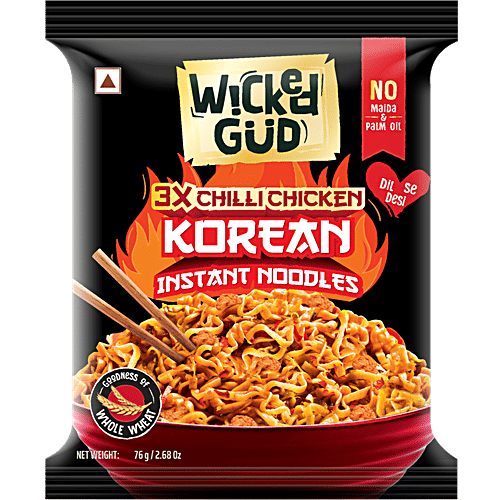 Wicked
GÜD
NO
Maida
&
Palm Oil
3X CHILLI CHICKEN
KOREAN
INSTANT NOODLES
Dil se
Desi
GOODNESS OF
WHOLE WHEAT
NET WEIGHT: 76 g / 2.68 Oz